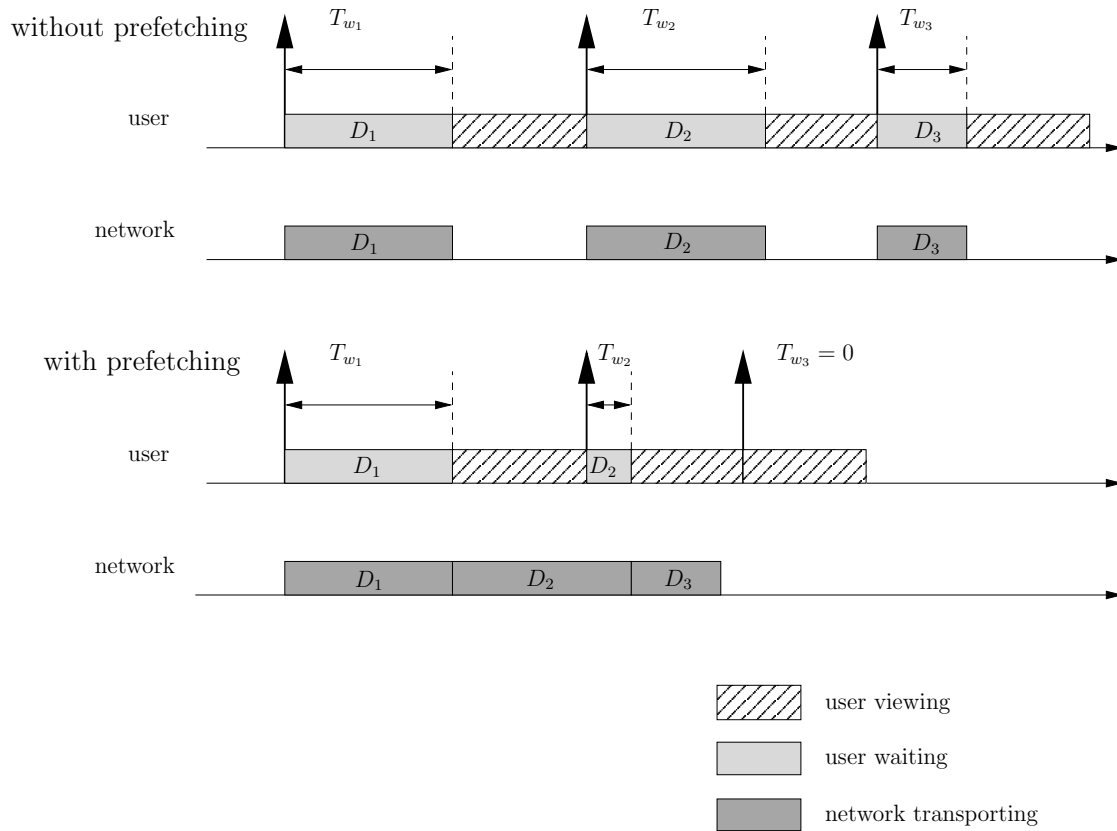 without prefetching
T_{w_1} T_{w_2} T_{w_3}
user
D_1 D_2 D_3
network
D_1 D_2 D_3
with prefetching
T_{w_1} T_{w_2} T_{w_3} = 0
user
D_1 D_2
network
D_1 D_2 D_3
user viewing
user waiting
network transporting